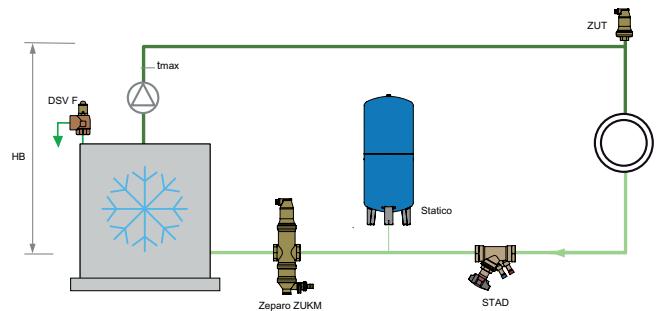 ZUT
tmax
DSV F
HB
Statico
Zeparo ZUKM
STAD